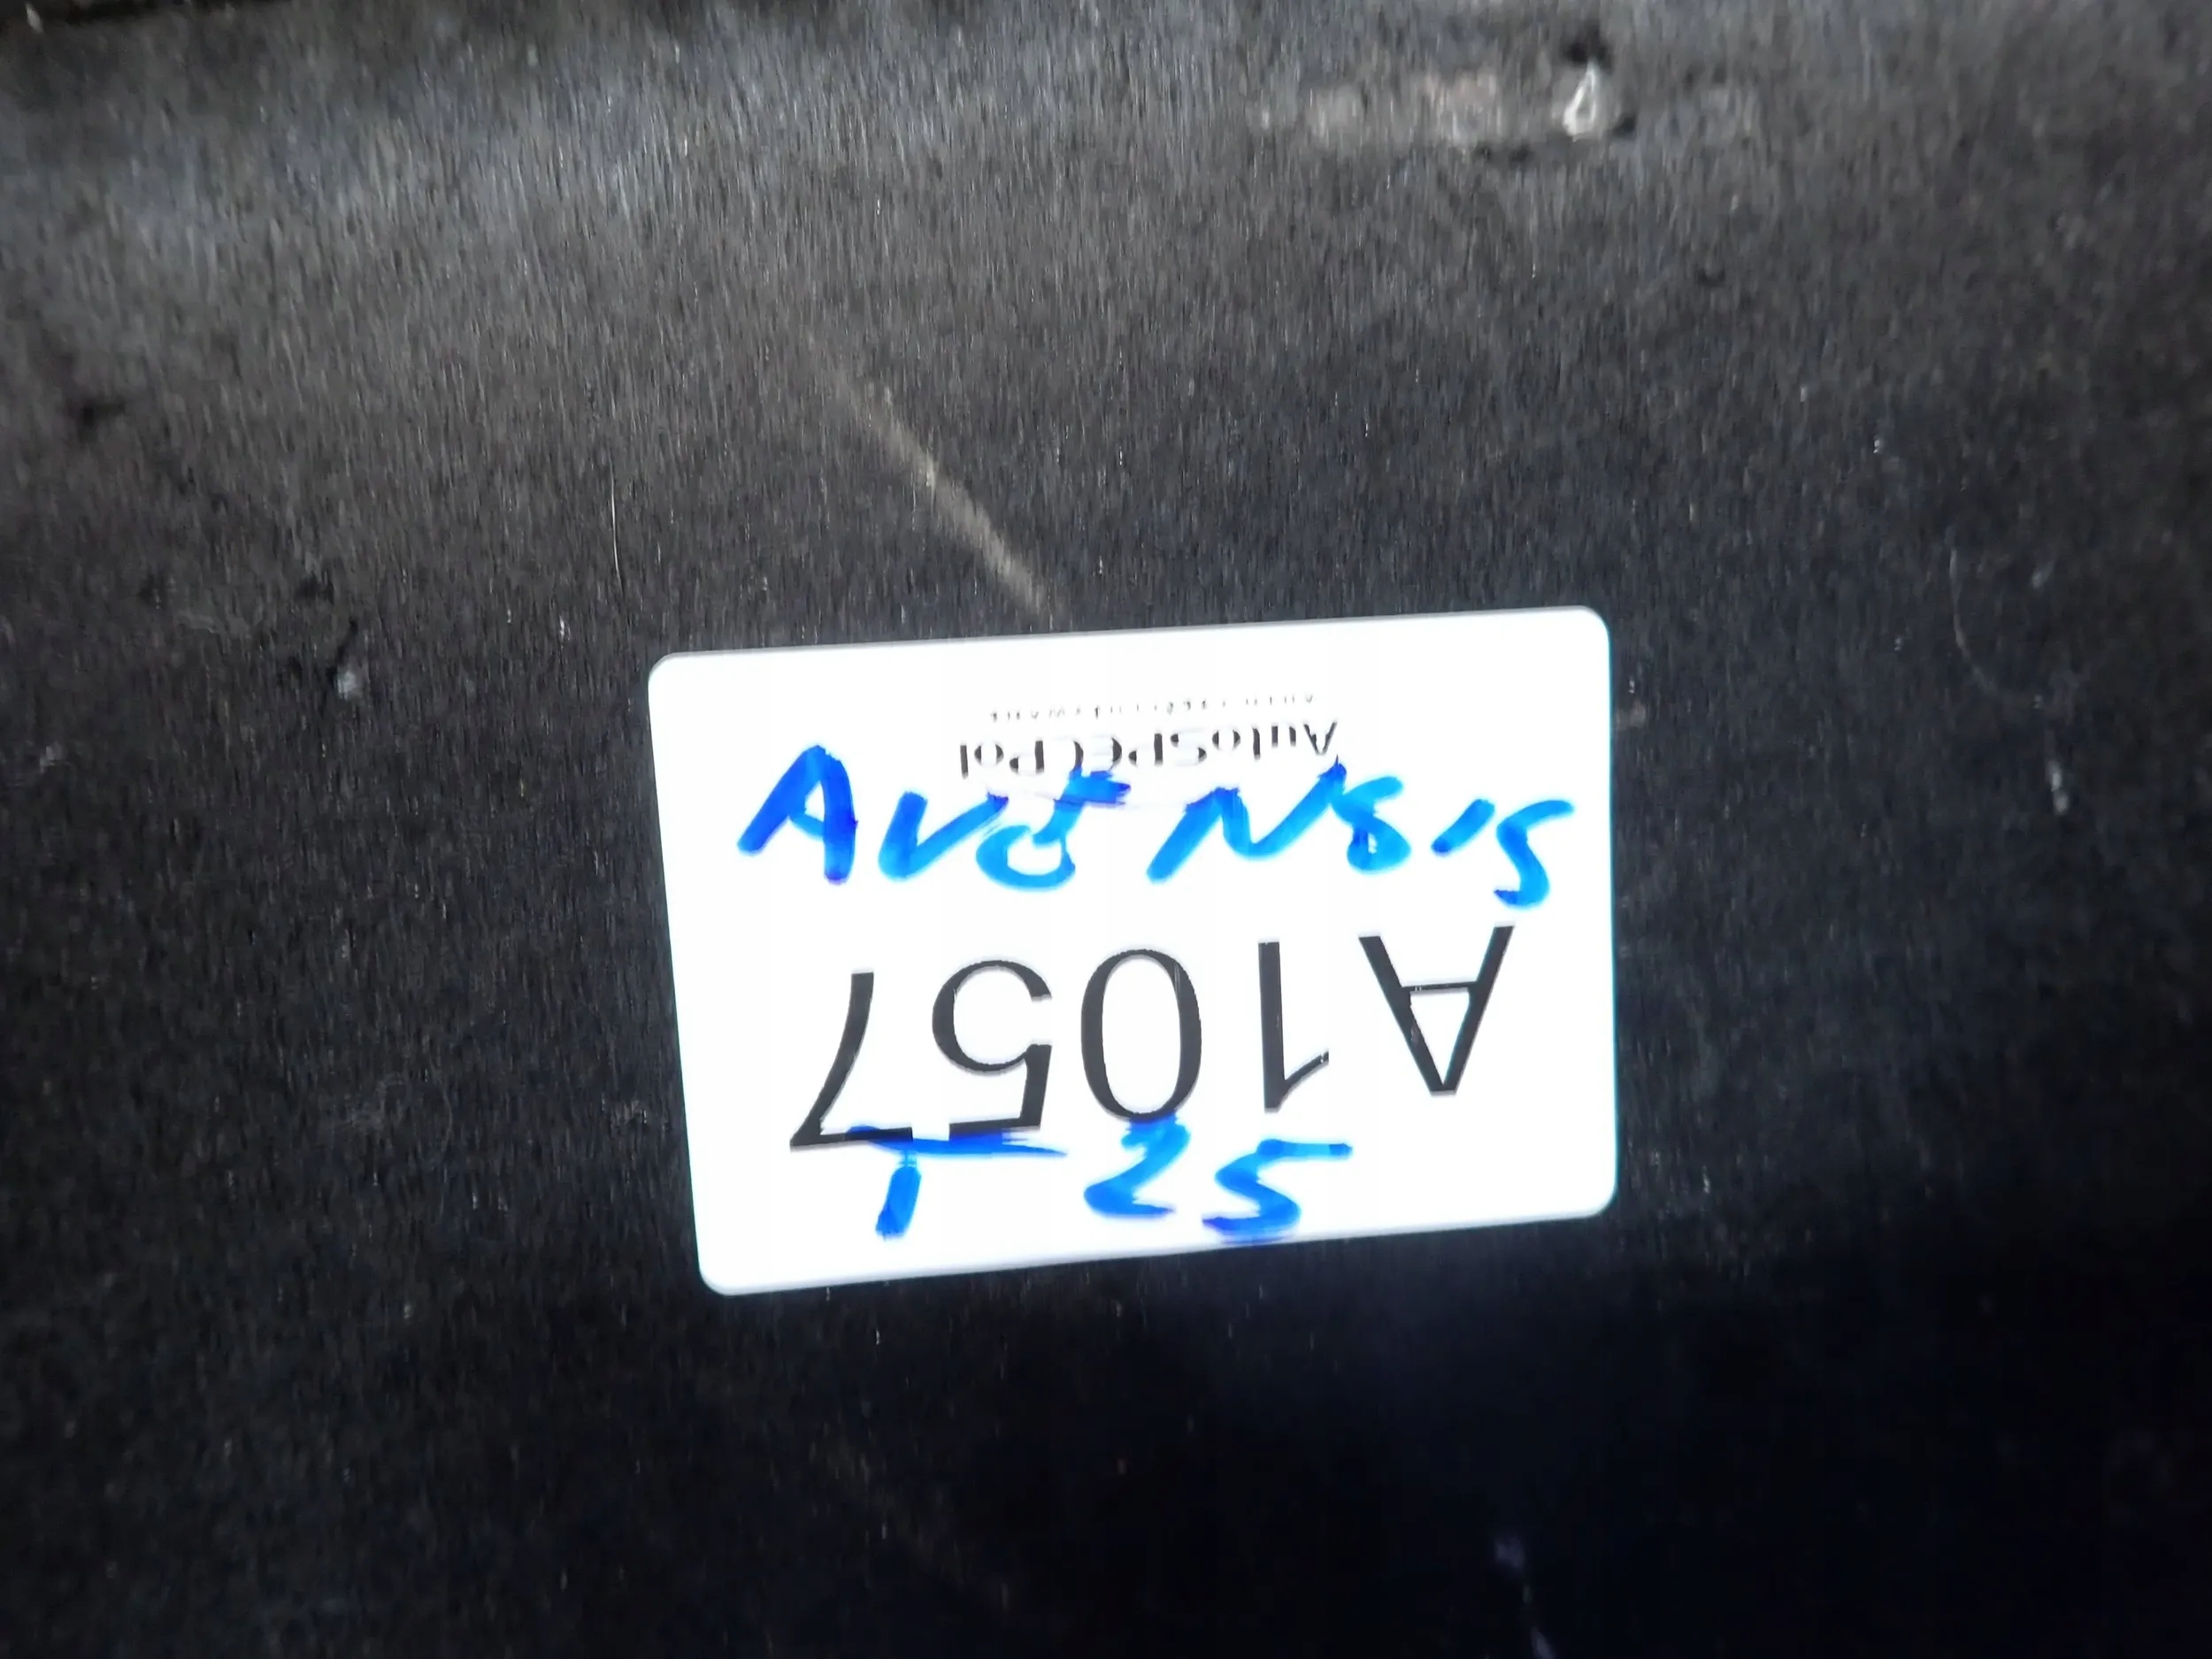 AutoSPECPol
AVENSIS
A1057
T25